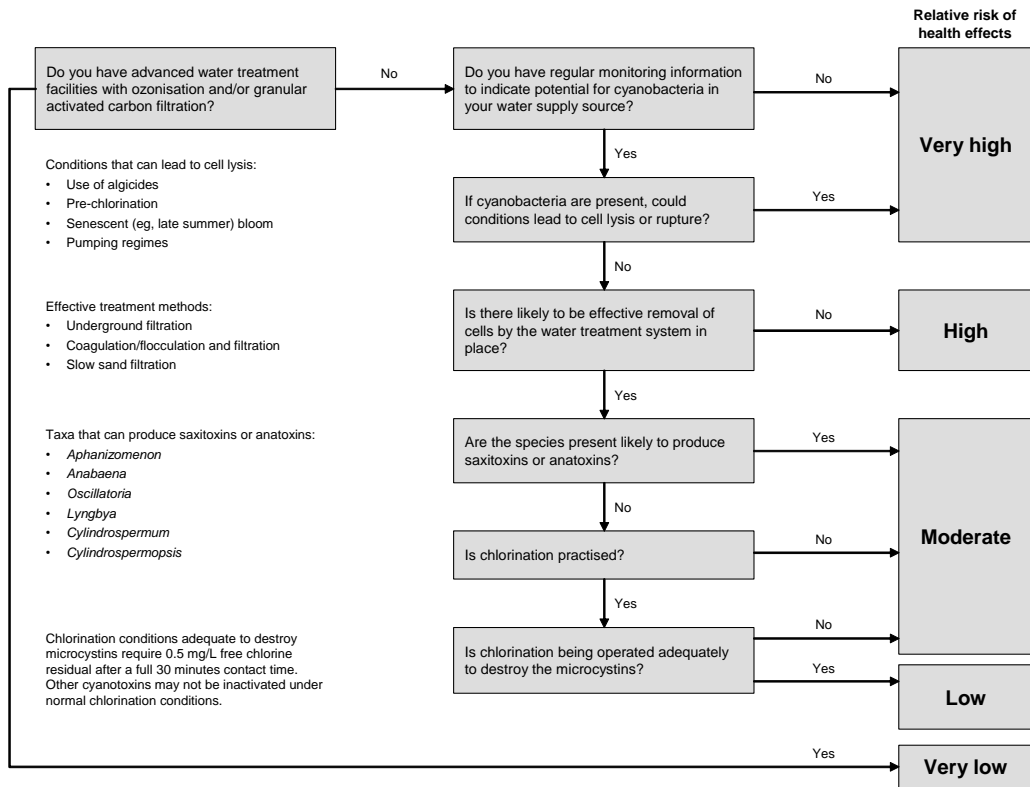 Relative risk of
health effects
Do you have advanced water treatment
facilities with ozonisation and/or granular
activated carbon filtration?
No
Do you have regular monitoring information
to indicate potential for cyanobacteria in
your water supply source?
No
Very high
Yes
Conditions that can lead to cell lysis:
• Use of algicides
• Pre-chlorination
• Senescent (eg, late summer) bloom
• Pumping regimes
If cyanobacteria are present, could
conditions lead to cell lysis or rupture?
Yes
No
Effective treatment methods:
• Underground filtration
• Coagulation/flocculation and filtration
• Slow sand filtration
Is there likely to be effective removal of
cells by the water treatment system in
place?
No
High
Yes
Taxa that can produce saxitoxins or anatoxins:
• Aphanizomenon
• Anabaena
• Oscillatoria
• Lyngbya
• Cylindrospermum
• Cylindrospermopsis
Are the species present likely to produce
saxitoxins or anatoxins?
Yes
Moderate
No
Is chlorination practised?
No
Yes
Chlorination conditions adequate to destroy
microcystins require 0.5 mg/L free chlorine
residual after a full 30 minutes contact time.
Other cyanotoxins may not be inactivated under
normal chlorination conditions.
Is chlorination being operated adequately
to destroy the microcystins?
No
Yes
Low
Yes
Very low